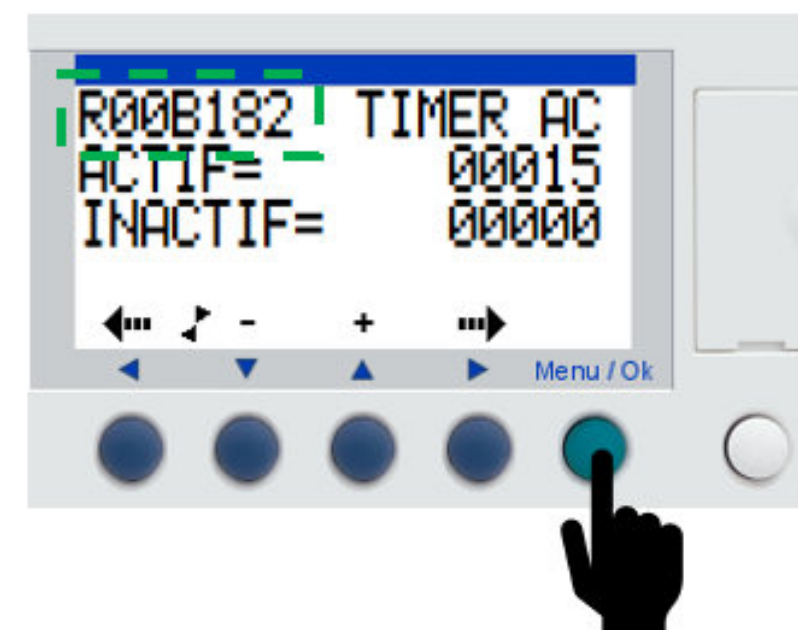 R00B182 TIMER AC
ACTIF= 00015
INACTIF= 00000
- +
Menu / Ok